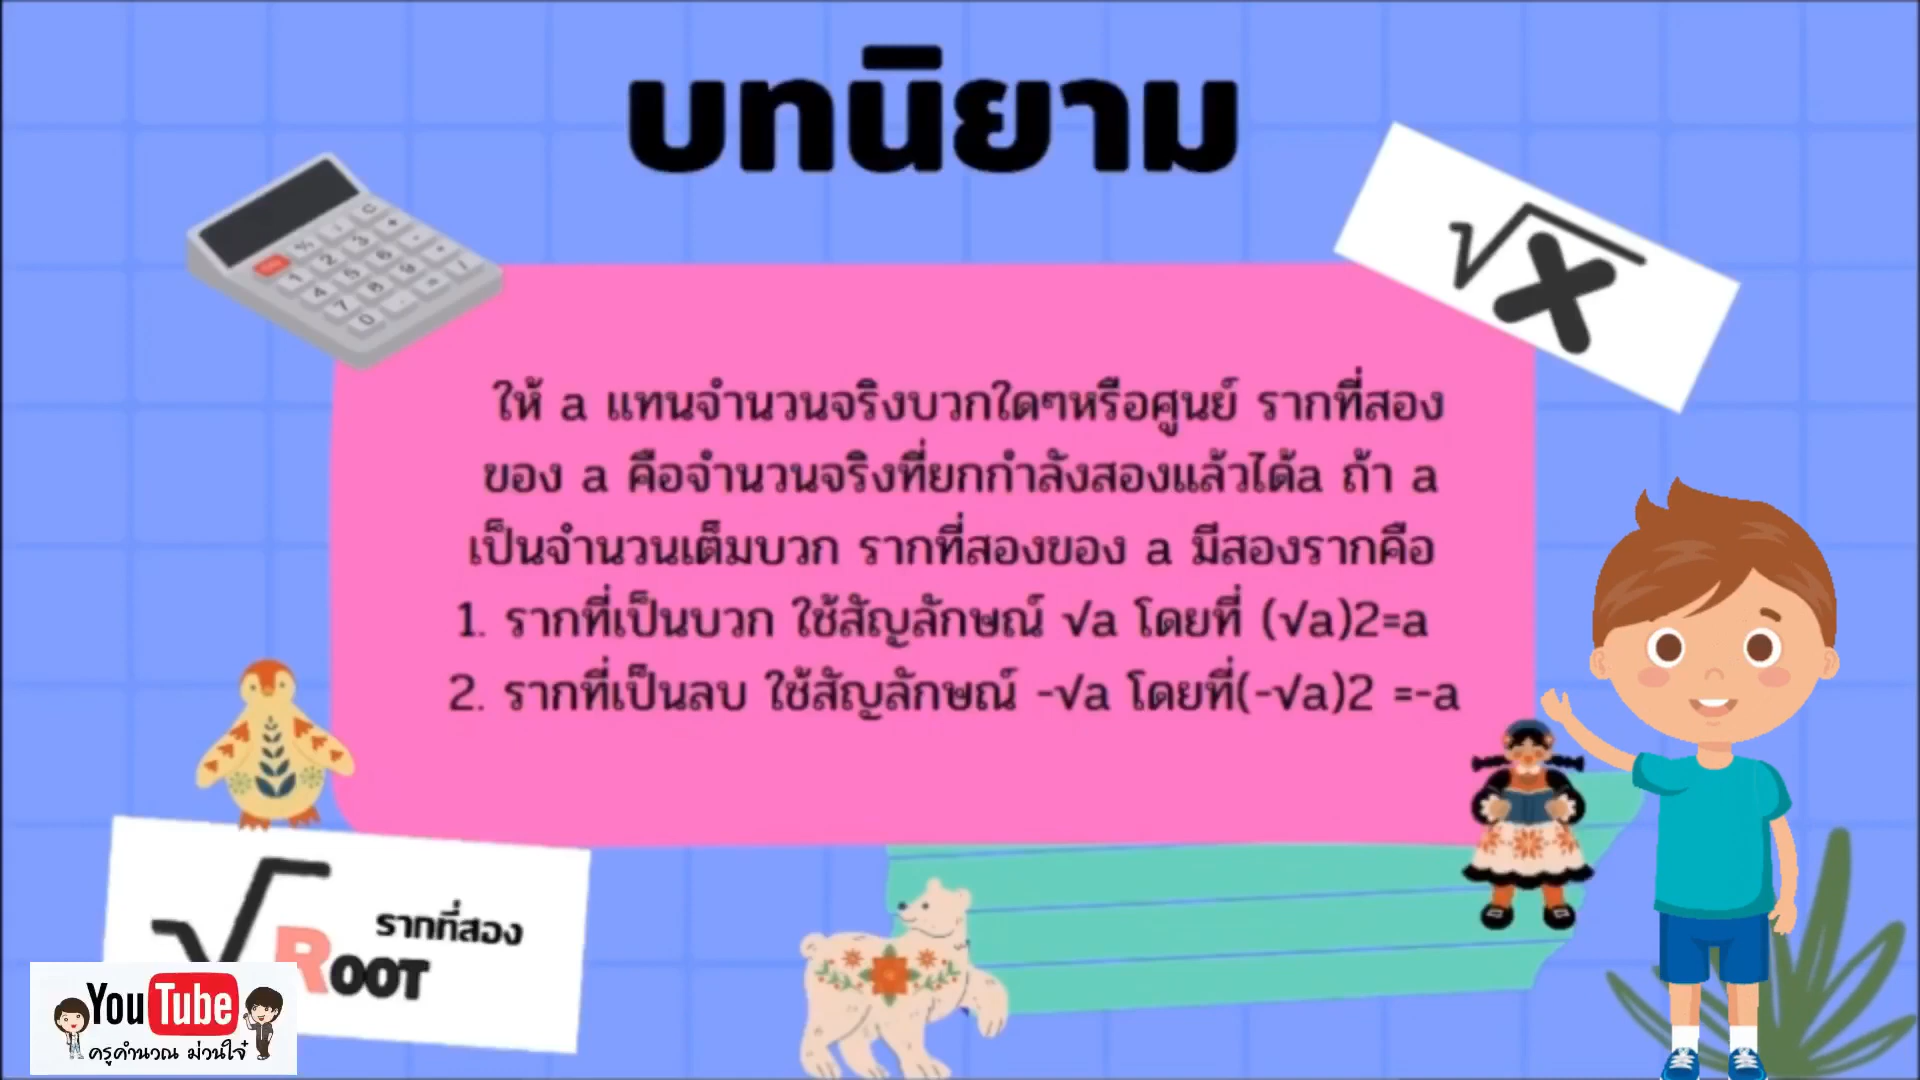 บทนิยาม
√x
ให้ a แทนจำนวนจริงบวกใดๆหรือศูนย์ รากที่สอง
ของ a คือจำนวนจริงที่ยกกำลังสองแล้วได้a ถ้า a
เป็นจำนวนเต็มบวก รากที่สองของ a มีสองรากคือ
1. รากที่เป็นบวก ใช้สัญลักษณ์ √a โดยที่ (√a)2=a
2. รากที่เป็นลบ ใช้สัญลักษณ์ -√a โดยที่(-√a)2 =-a
รากที่สอง
√ROOT
YouTube
ครูคำนวณ ม่วนใจ๋